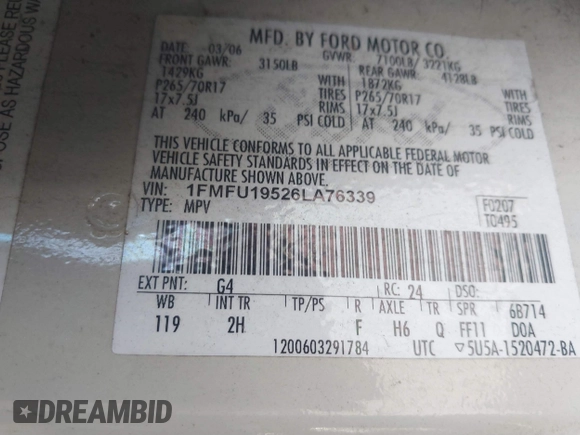 MFD. BY FORD MOTOR CO.
DATE: 03/06 GVWR: 7100LB/ 3221KG
FRONT GAWR: 3150LB REAR GAWR: 4128LB
1429KG WITH 1872KG WITH
P265/70R17 TIRES P265/70R17 TIRES
17x7.5J RIMS 17x7.5J RIMS
AT 240 kPa/ 35 PSI COLD AT 240 kPa/ 35 PSI COLD
THIS VEHICLE CONFORMS TO ALL APPLICABLE FEDERAL MOTOR
VEHICLE SAFETY STANDARDS IN EFFECT ON THE DATE OF
MANUFACTURE SHOWN ABOVE.
VIN: 1FMFU19526LA76339
TYPE: MPV
F0207
T0495
EXT PNT: G4 RC: 24 DSO:
WB INT TR TP/PS R AXLE TR SPR 6B714
119 2H F H6 Q FF11 DOA
1200603291784 UTC ▽5U5A-1520472-BA
DREAMBID